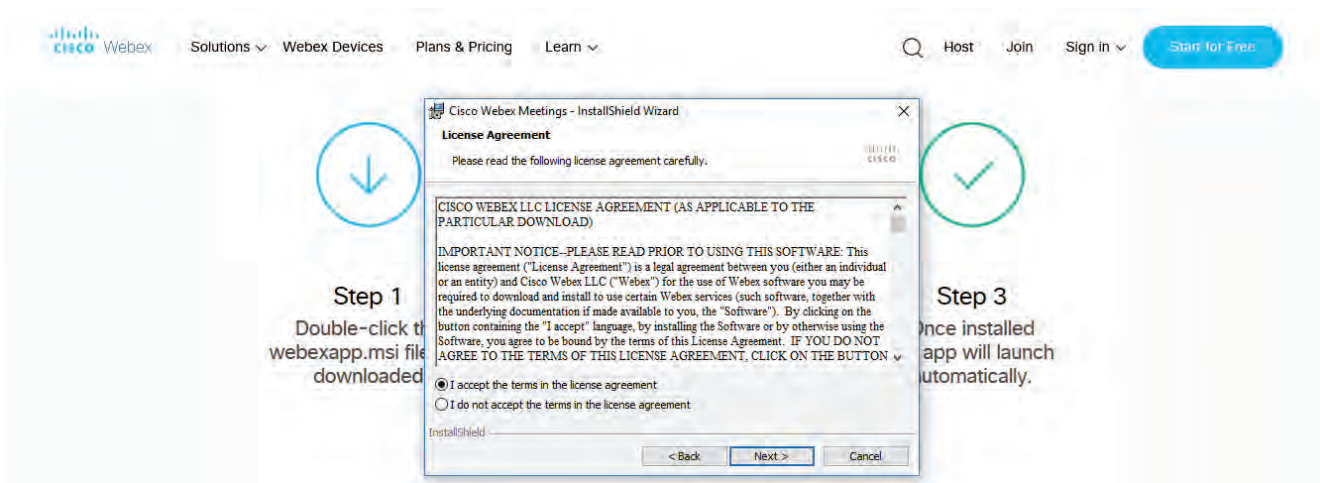 CISCO Webex Solutions Webex Devices Plans & Pricing Learn Host Join Sign in Start for Free
Cisco Webex Meetings - InstallShield Wizard
License Agreement
Please read the following license agreement carefully.
CISCO
CISCO WEBEX LLC LICENSE AGREEMENT (AS APPLICABLE TO THE
PARTICULAR DOWNLOAD)
IMPORTANT NOTICE--PLEASE READ PRIOR TO USING THIS SOFTWARE: This
license agreement ("License Agreement") is a legal agreement between you (either an individual
or an entity) and Cisco Webex LLC ("Webex") for the use of Webex software you may be
required to download and install to use certain Webex services (such software, together with
the underlying documentation if made available to you, the "Software"). By clicking on the
button containing the "I accept" language, by installing the Software or by otherwise using the
Software, you agree to be bound by the terms of this License Agreement. IF YOU DO NOT
AGREE TO THE TERMS OF THIS LICENSE AGREEMENT, CLICK ON THE BUTTON
I accept the terms in the license agreement
I do not accept the terms in the license agreement
InstallShield
< Back Next > Cancel
Step 1
Double-click
webexapp.msi
downloaded
Step 3
installed
app will launch